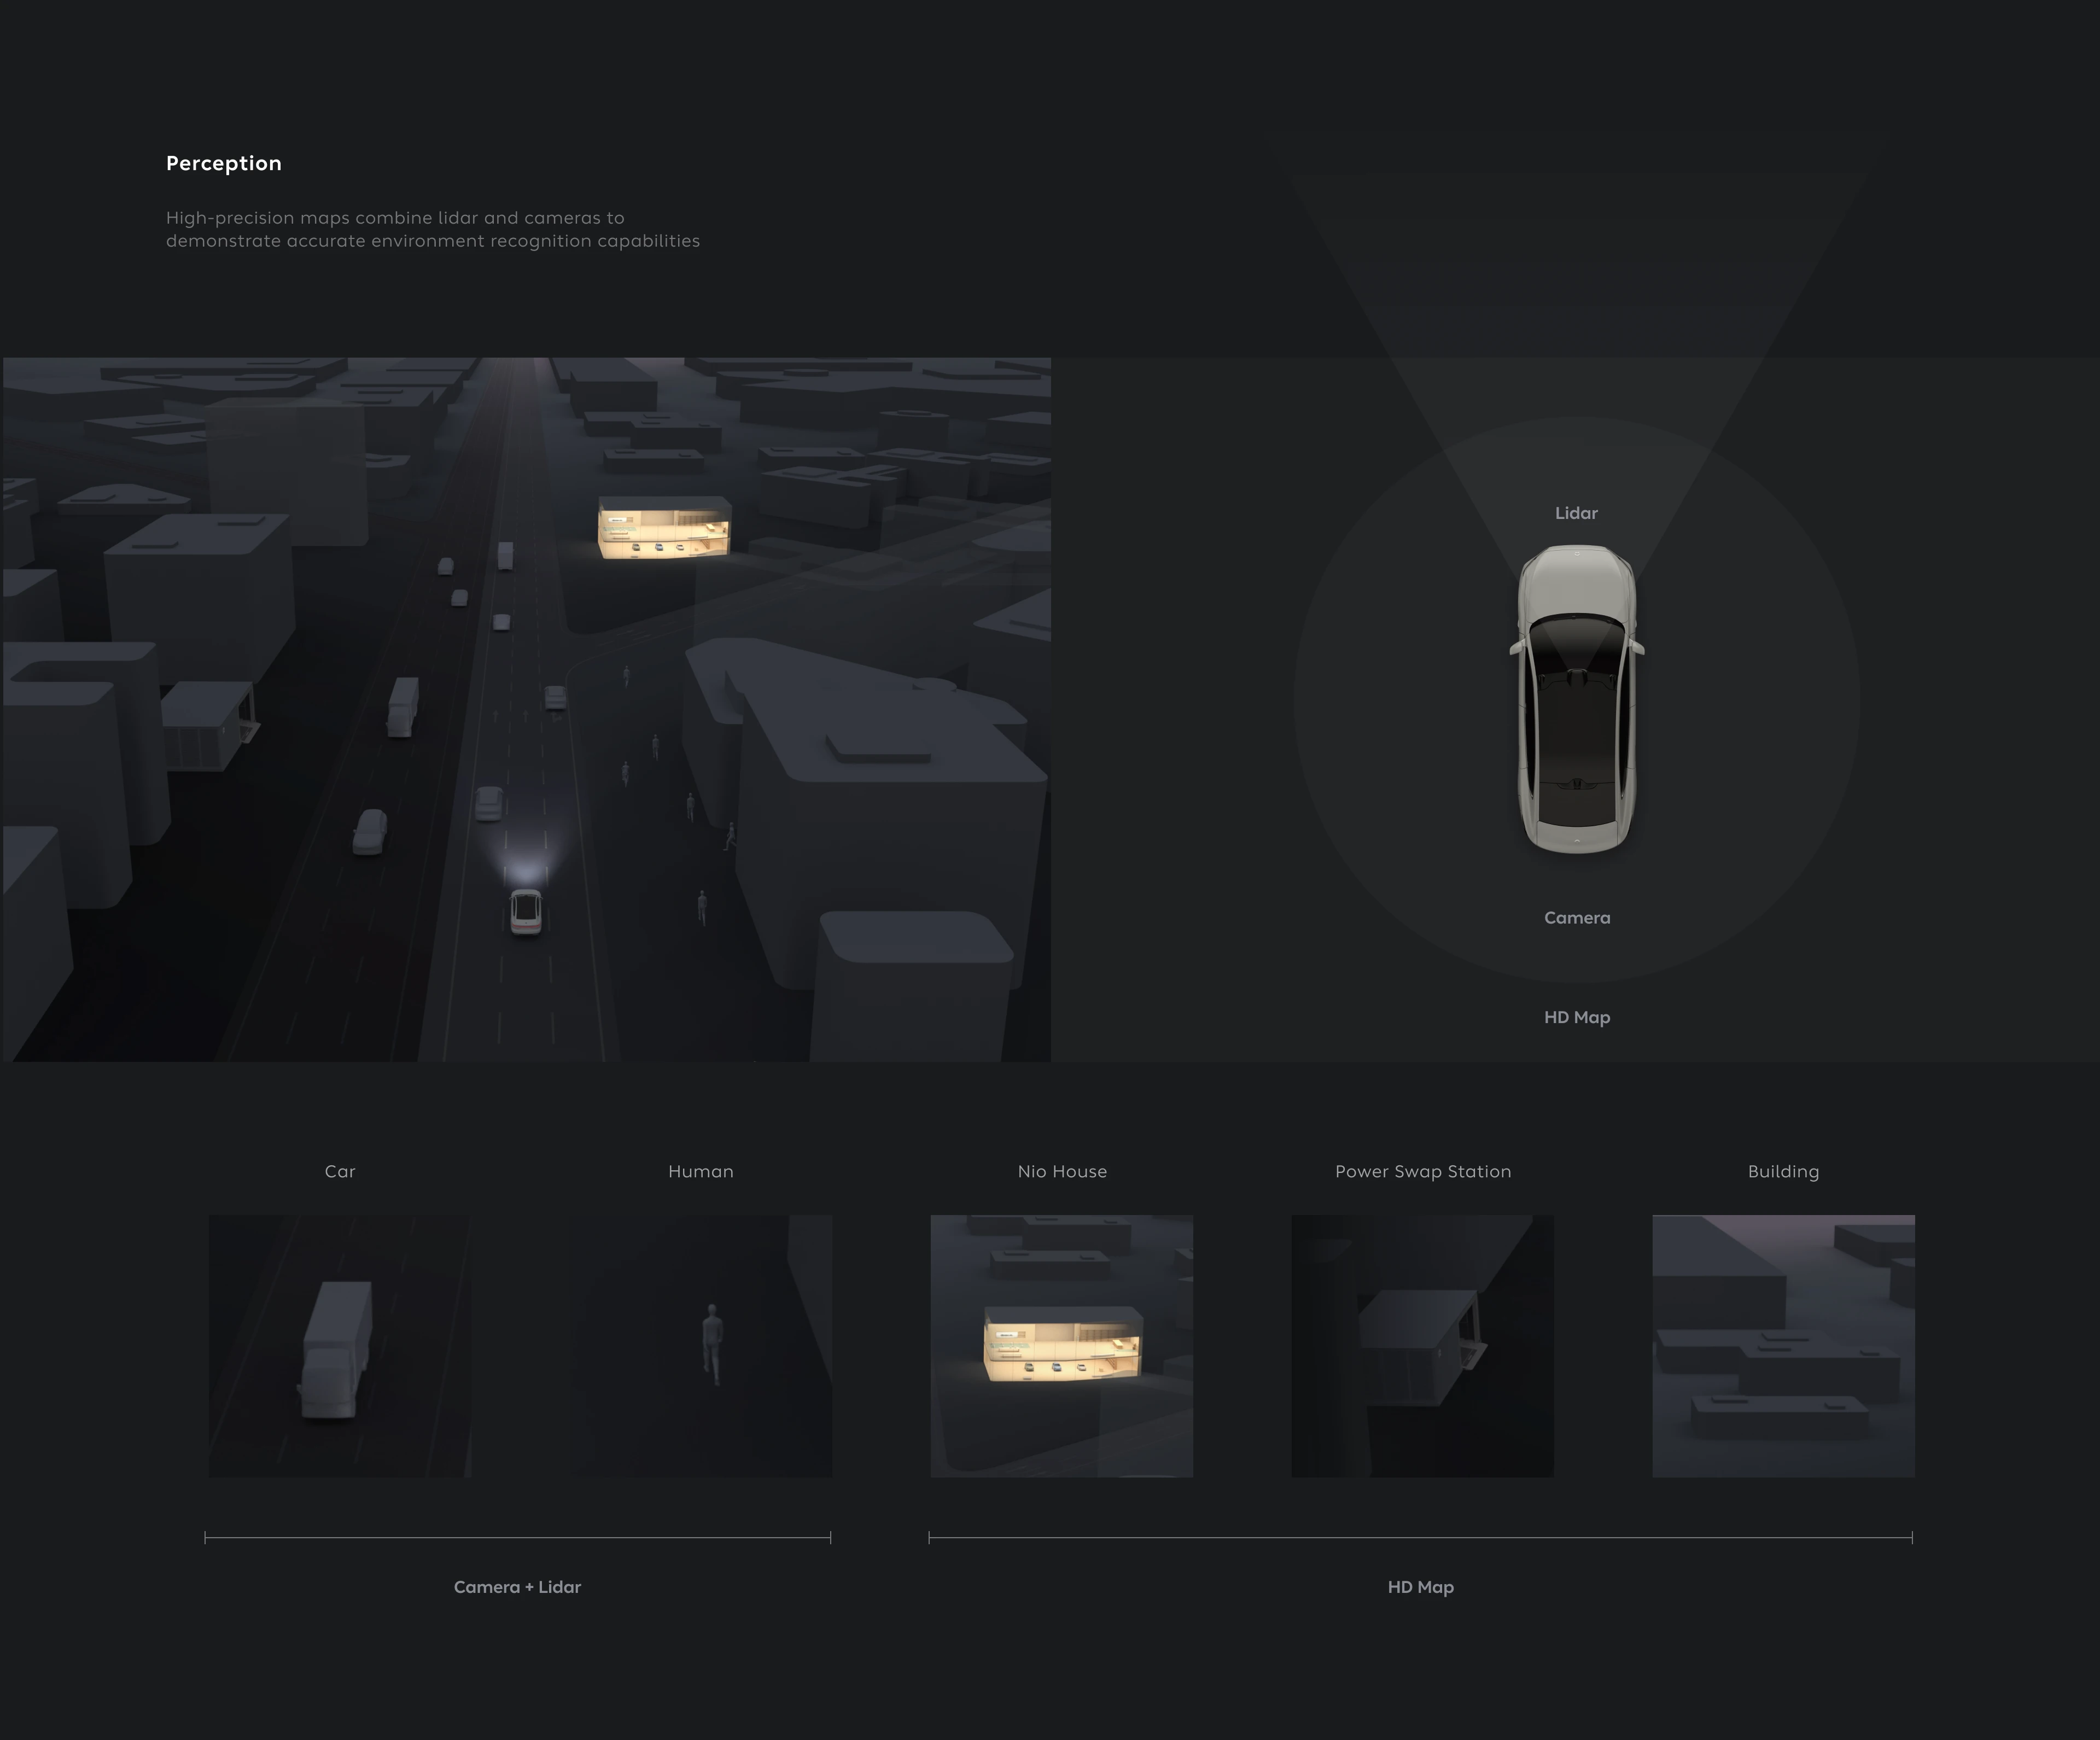 Perception
High-precision maps combine lidar and cameras to
demonstrate accurate environment recognition capabilities
Lidar
Camera
HD Map
Car
Human
Nio House
Power Swap Station
Building
Camera + Lidar
HD Map